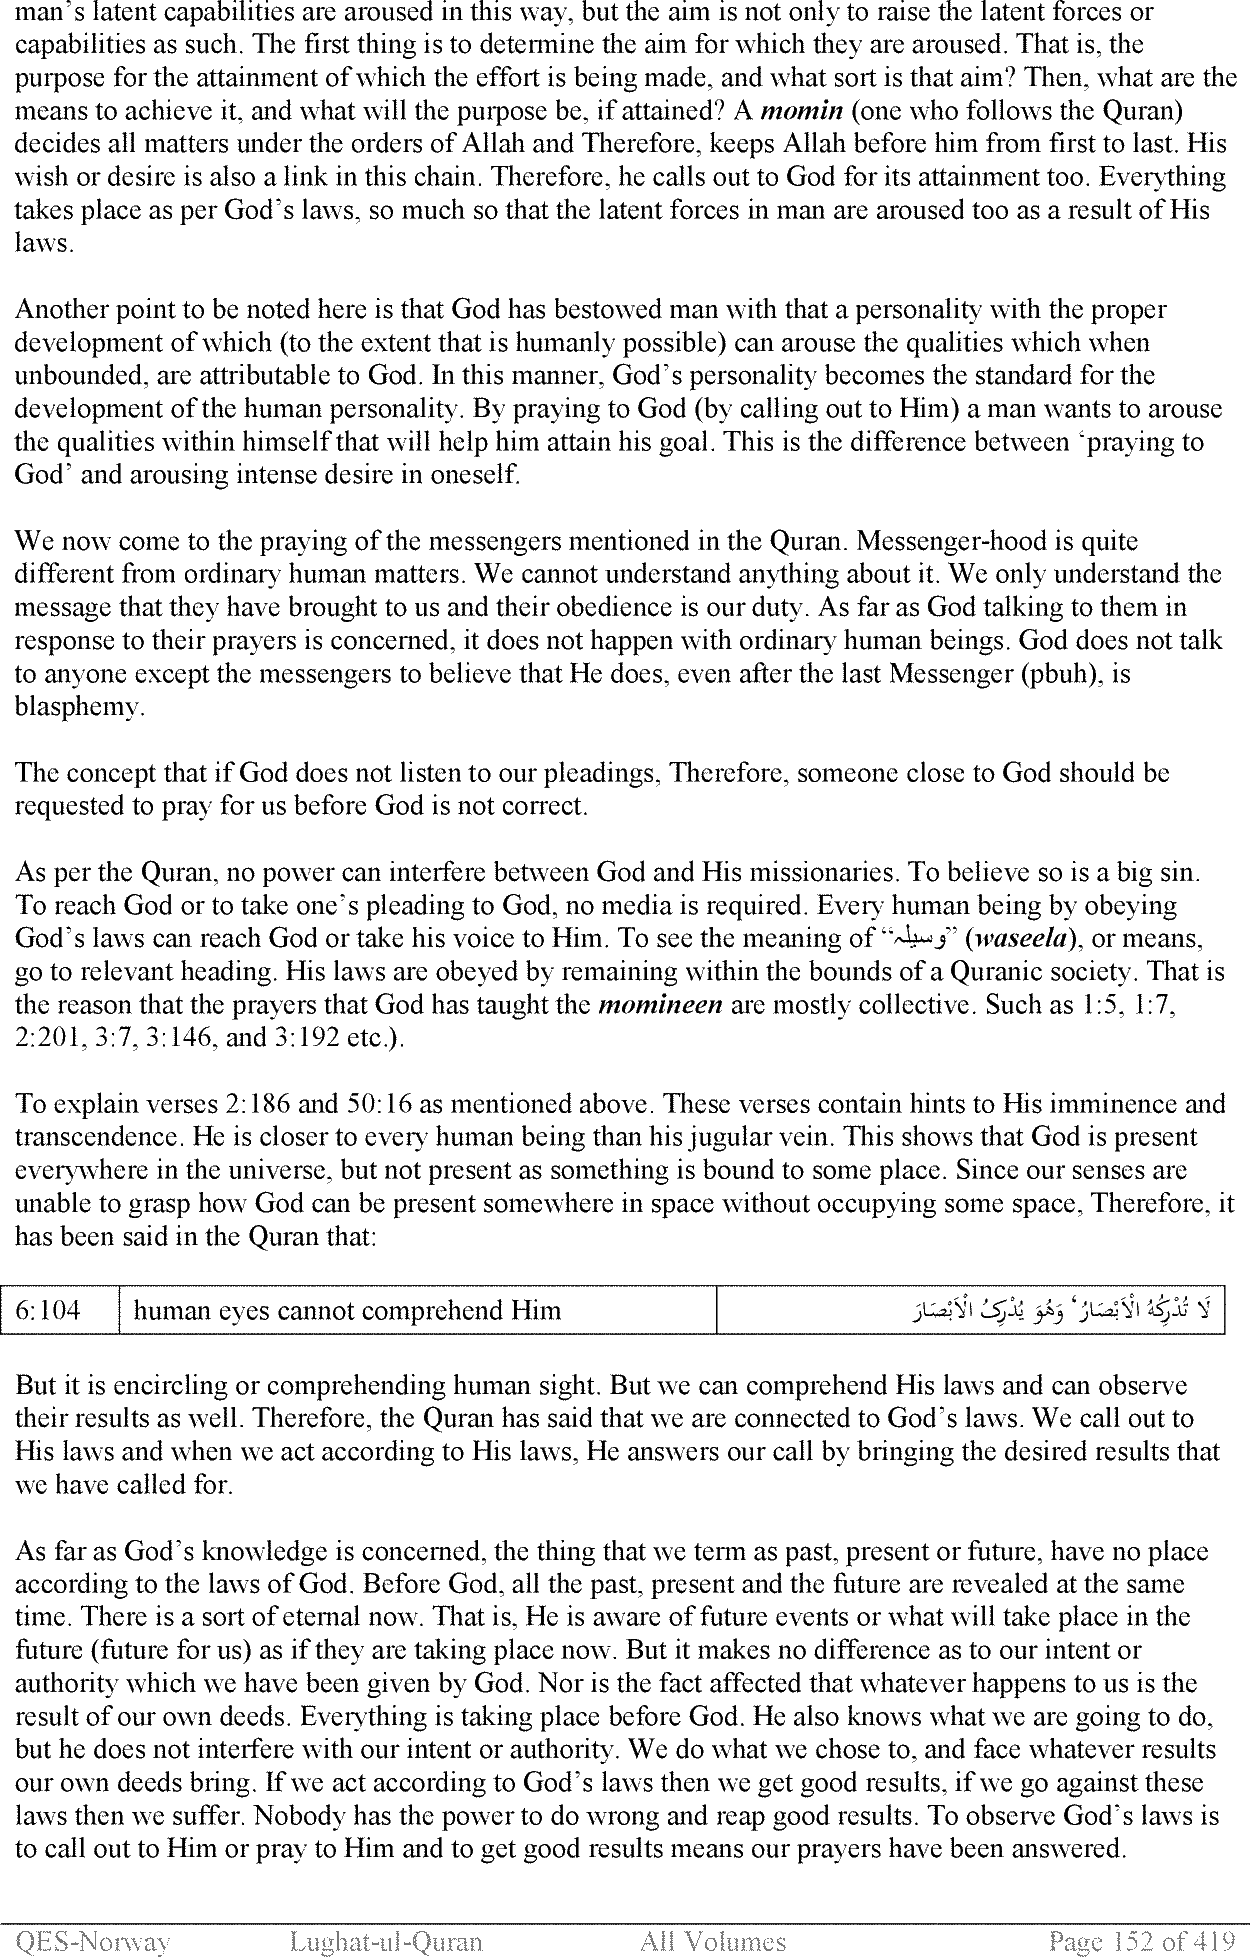 man’s latent capabilities are aroused in this way, but the aim is not only to raise the latent forces or
capabilities as such. The first thing is to determine the aim for which they are aroused. That is, the
purpose for the attainment of which the effort is being made, and what sort is that aim? Then, what are the
means to achieve it, and what will the purpose be, if attained? A momin (one who follows the Quran)
decides all matters under the orders of Allah and Therefore, keeps Allah before him from first to last. His
wish or desire is also a link in this chain. Therefore, he calls out to God for its attainment too. Everything
takes place as per God’s laws, so much so that the latent forces in man are aroused too as a result of His
laws.
Another point to be noted here is that God has bestowed man with that a personality with the proper
development of which (to the extent that is humanly possible) can arouse the qualities which when
unbounded, are attributable to God. In this manner, God’s personality becomes the standard for the
development of the human personality. By praying to God (by calling out to Him) a man wants to arouse
the qualities within himself that will help him attain his goal. This is the difference between ‘praying to
God’ and arousing intense desire in oneself.
We now come to the praying of the messengers mentioned in the Quran. Messenger-hood is quite
different from ordinary human matters. We cannot understand anything about it. We only understand the
message that they have brought to us and their obedience is our duty. As far as God talking to them in
response to their prayers is concerned, it does not happen with ordinary human beings. God does not talk
to anyone except the messengers to believe that He does, even after the last Messenger (pbuh), is
blasphemy.
The concept that if God does not listen to our pleadings, Therefore, someone close to God should be
requested to pray for us before God is not correct.
As per the Quran, no power can interfere between God and His missionaries. To believe so is a big sin.
To reach God or to take one’s pleading to God, no media is required. Every human being by obeying
God’s laws can reach God or take his voice to Him. To see the meaning of “وسیلہ” (waseela), or means,
go to relevant heading. His laws are obeyed by remaining within the bounds of a Quranic society. That is
the reason that the prayers that God has taught the momineen are mostly collective. Such as 1:5, 1:7,
2:201, 3:7, 3:146, and 3:192 etc.).
To explain verses 2:186 and 50:16 as mentioned above. These verses contain hints to His imminence and
transcendence. He is closer to every human being than his jugular vein. This shows that God is present
everywhere in the universe, but not present as something is bound to some place. Since our senses are
unable to grasp how God can be present somewhere in space without occupying some space, Therefore, it
has been said in the Quran that:
6:104 human eyes cannot comprehend Him لَا تُدْرِكُهُ الْاَبْصَارُ ‘ وَهُوَ يُدْرِکُ الْاَبْصَارَ
But it is encircling or comprehending human sight. But we can comprehend His laws and can observe
their results as well. Therefore, the Quran has said that we are connected to God’s laws. We call out to
His laws and when we act according to His laws, He answers our call by bringing the desired results that
we have called for.
As far as God’s knowledge is concerned, the thing that we term as past, present or future, have no place
according to the laws of God. Before God, all the past, present and the future are revealed at the same
time. There is a sort of eternal now. That is, He is aware of future events or what will take place in the
future (future for us) as if they are taking place now. But it makes no difference as to our intent or
authority which we have been given by God. Nor is the fact affected that whatever happens to us is the
result of our own deeds. Everything is taking place before God. He also knows what we are going to do,
but he does not interfere with our intent or authority. We do what we chose to, and face whatever results
our own deeds bring. If we act according to God’s laws then we get good results, if we go against these
laws then we suffer. Nobody has the power to do wrong and reap good results. To observe God’s laws is
to call out to Him or pray to Him and to get good results means our prayers have been answered.
QES-Norway Lughat-ul-Quran All Volumes Page 152 of 419